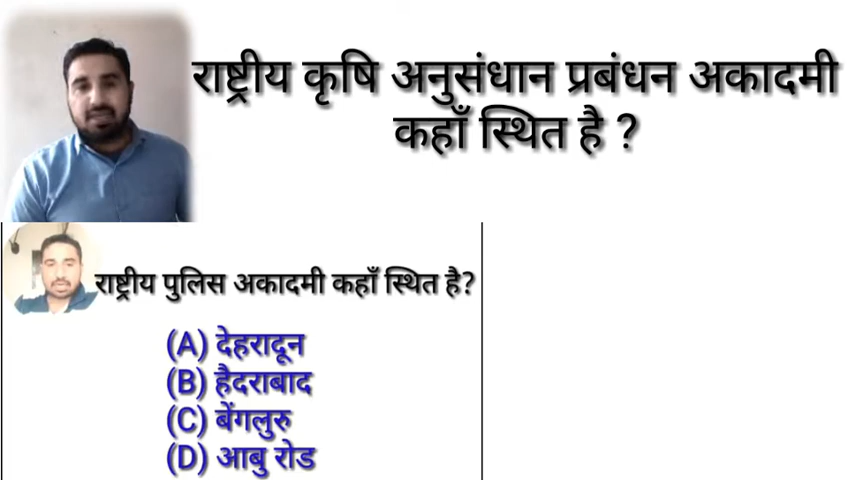 राष्ट्रीय कृषि अनुसंधान प्रबंधन अकादमी
कहाँ स्थित है ?
राष्ट्रीय पुलिस अकादमी कहाँ स्थित है?
(A) देहरादून
(B) हैदराबाद
(C) बेंगलुरु
(D) आबु रोड